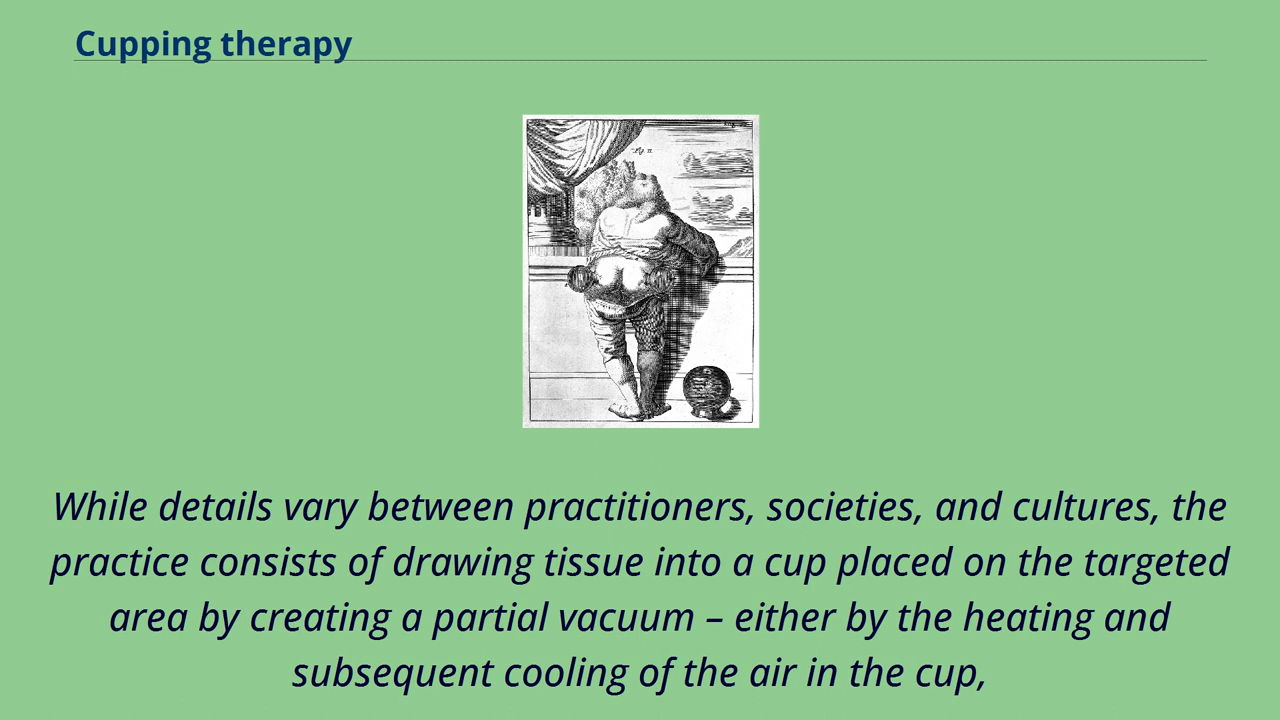 Cupping therapy
While details vary between practitioners, societies, and cultures, the
practice consists of drawing tissue into a cup placed on the targeted
area by creating a partial vacuum – either by the heating and
subsequent cooling of the air in the cup,